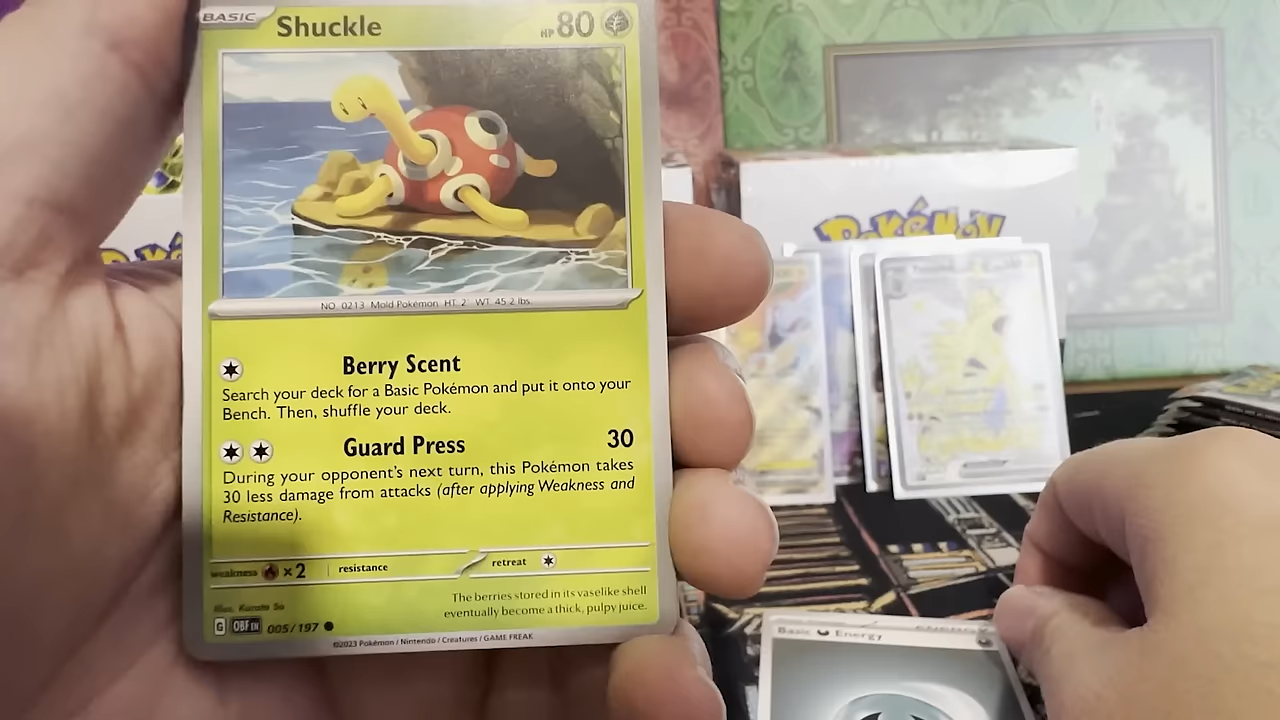 BASIC
Shuckle
HP 80
NO. 0213 Mold Pokémon HT. 2' WT. 45.2 lbs.
Berry Scent
Search your deck for a Basic Pokémon and put it onto your
Bench. Then, shuffle your deck.
Guard Press 30
During your opponent's next turn, this Pokémon takes
30 less damage from attacks (after applying Weakness and
Resistance).
weakness ×2 resistance retreat
The berries stored in its vaselike shell
eventually become a thick, pulpy juice.
Illus.
G OBF EN 005/197
©2023 Pokémon / Nintendo / Creatures / GAME FREAK
POKéMON
Basic Energy
ENERGY